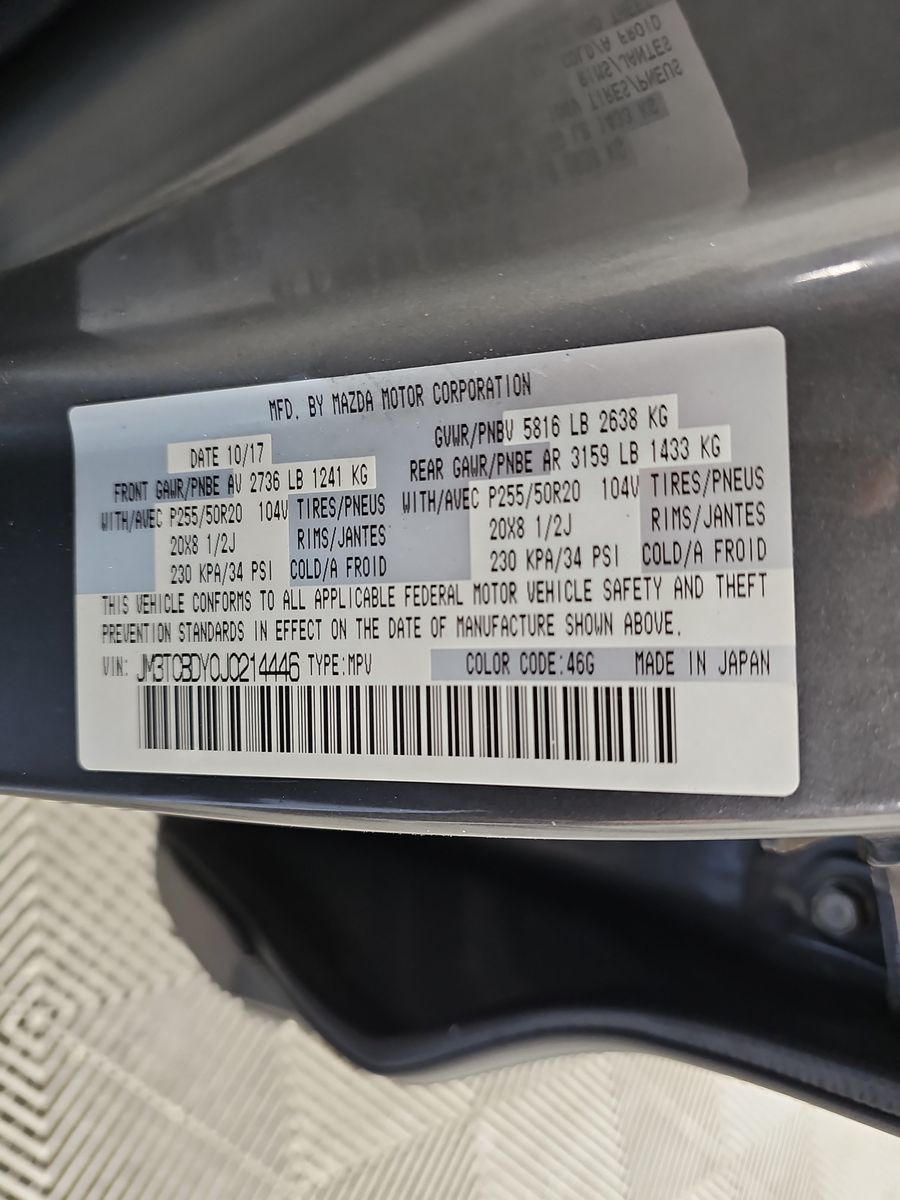 MFD. BY MAZDA MOTOR CORPORATION
DATE 10/17 GVWR/PNBV 5816 LB 2638 KG
FRONT GAWR/PNBE AV 2736 LB 1241 KG REAR GAWR/PNBE AR 3159 LB 1433 KG
WITH/AVEC P255/50R20 104V TIRES/PNEUS WITH/AVEC P255/50R20 104V TIRES/PNEUS
20X8 1/2J RIMS/JANTES 20X8 1/2J RIMS/JANTES
230 KPA/34 PSI COLD/A FROID 230 KPA/34 PSI COLD/A FROID
THIS VEHICLE CONFORMS TO ALL APPLICABLE FEDERAL MOTOR VEHICLE SAFETY AND THEFT
PREVENTION STANDARDS IN EFFECT ON THE DATE OF MANUFACTURE SHOWN ABOVE.
VIN: JM3TCBDY0J0214446 TYPE:MPV COLOR CODE:46G MADE IN JAPAN